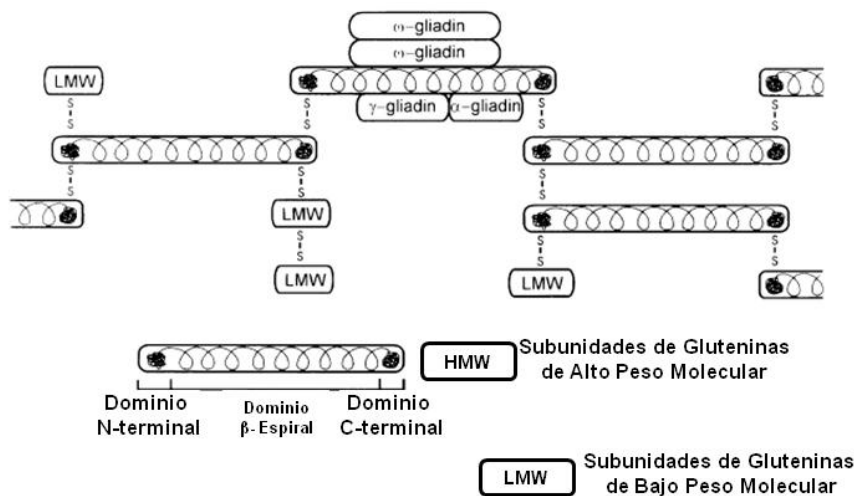 ω-gliadin
ω-gliadin
LMW
γ-gliadin
α-gliadin
S
S
S
S
S
S
S
S
S
S
S
S
S
S
LMW
S
S
S
S
S
S
LMW
LMW
HMW
Subunidades de Gluteninas
de Alto Peso Molecular
Dominio
N-terminal
Dominio
β-Espiral
Dominio
C-terminal
LMW
Subunidades de Gluteninas
de Bajo Peso Molecular